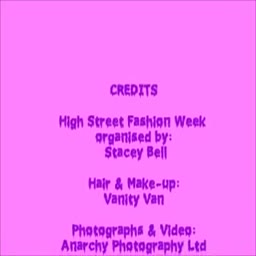 CREDITS
High Street Fashion Week
organised by:
Stacey Bell
Hair & Make-up:
Vanity Van
Photographs & Video:
Anarchy Photography Ltd